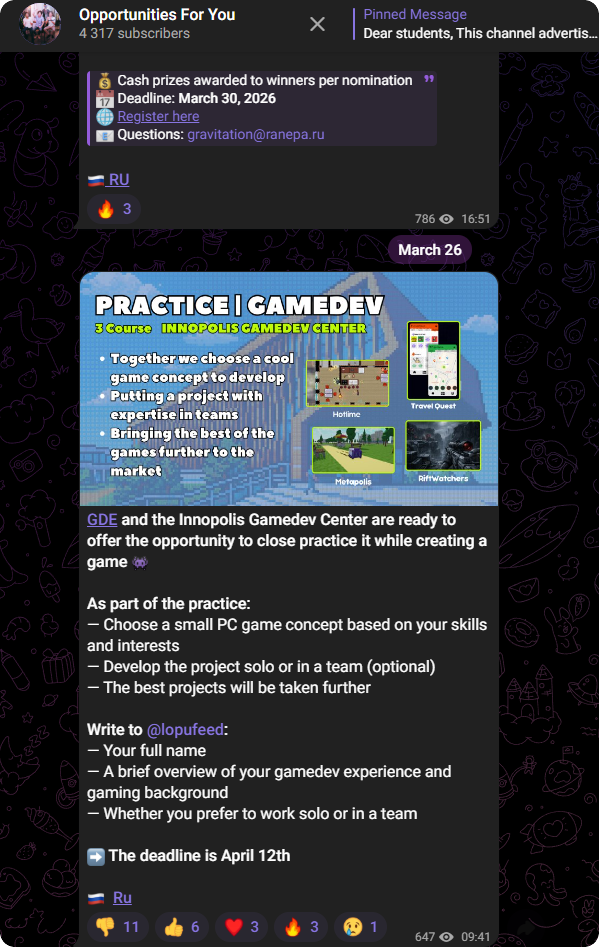 Opportunities For You
4 317 subscribers
Pinned Message
Dear students, This channel advertis...
Cash prizes awarded to winners per nomination
Deadline: March 30, 2026
Register here
Questions: gravitation@ranepa.ru
RU
3
786 16:51
March 26
PRACTICE | GAMEDEV
3 Course INNOPOLIS GAMEDEV CENTER
• Together we choose a cool
game concept to develop
• Putting a project with
expertise in teams
• Bringing the best of the
games further to the
market
Hotline
Travel Quest
Metapolis
RiftWatchers
GDE and the Innopolis Gamedev Center are ready to
offer the opportunity to close practice it while creating a
game 👾
As part of the practice:
— Choose a small PC game concept based on your skills
and interests
— Develop the project solo or in a team (optional)
— The best projects will be taken further
Write to @lopufeed:
— Your full name
— A brief overview of your gamedev experience and
gaming background
— Whether you prefer to work solo or in a team
➡️ The deadline is April 12th
Ru
11 6 3 3 1
647 09:41